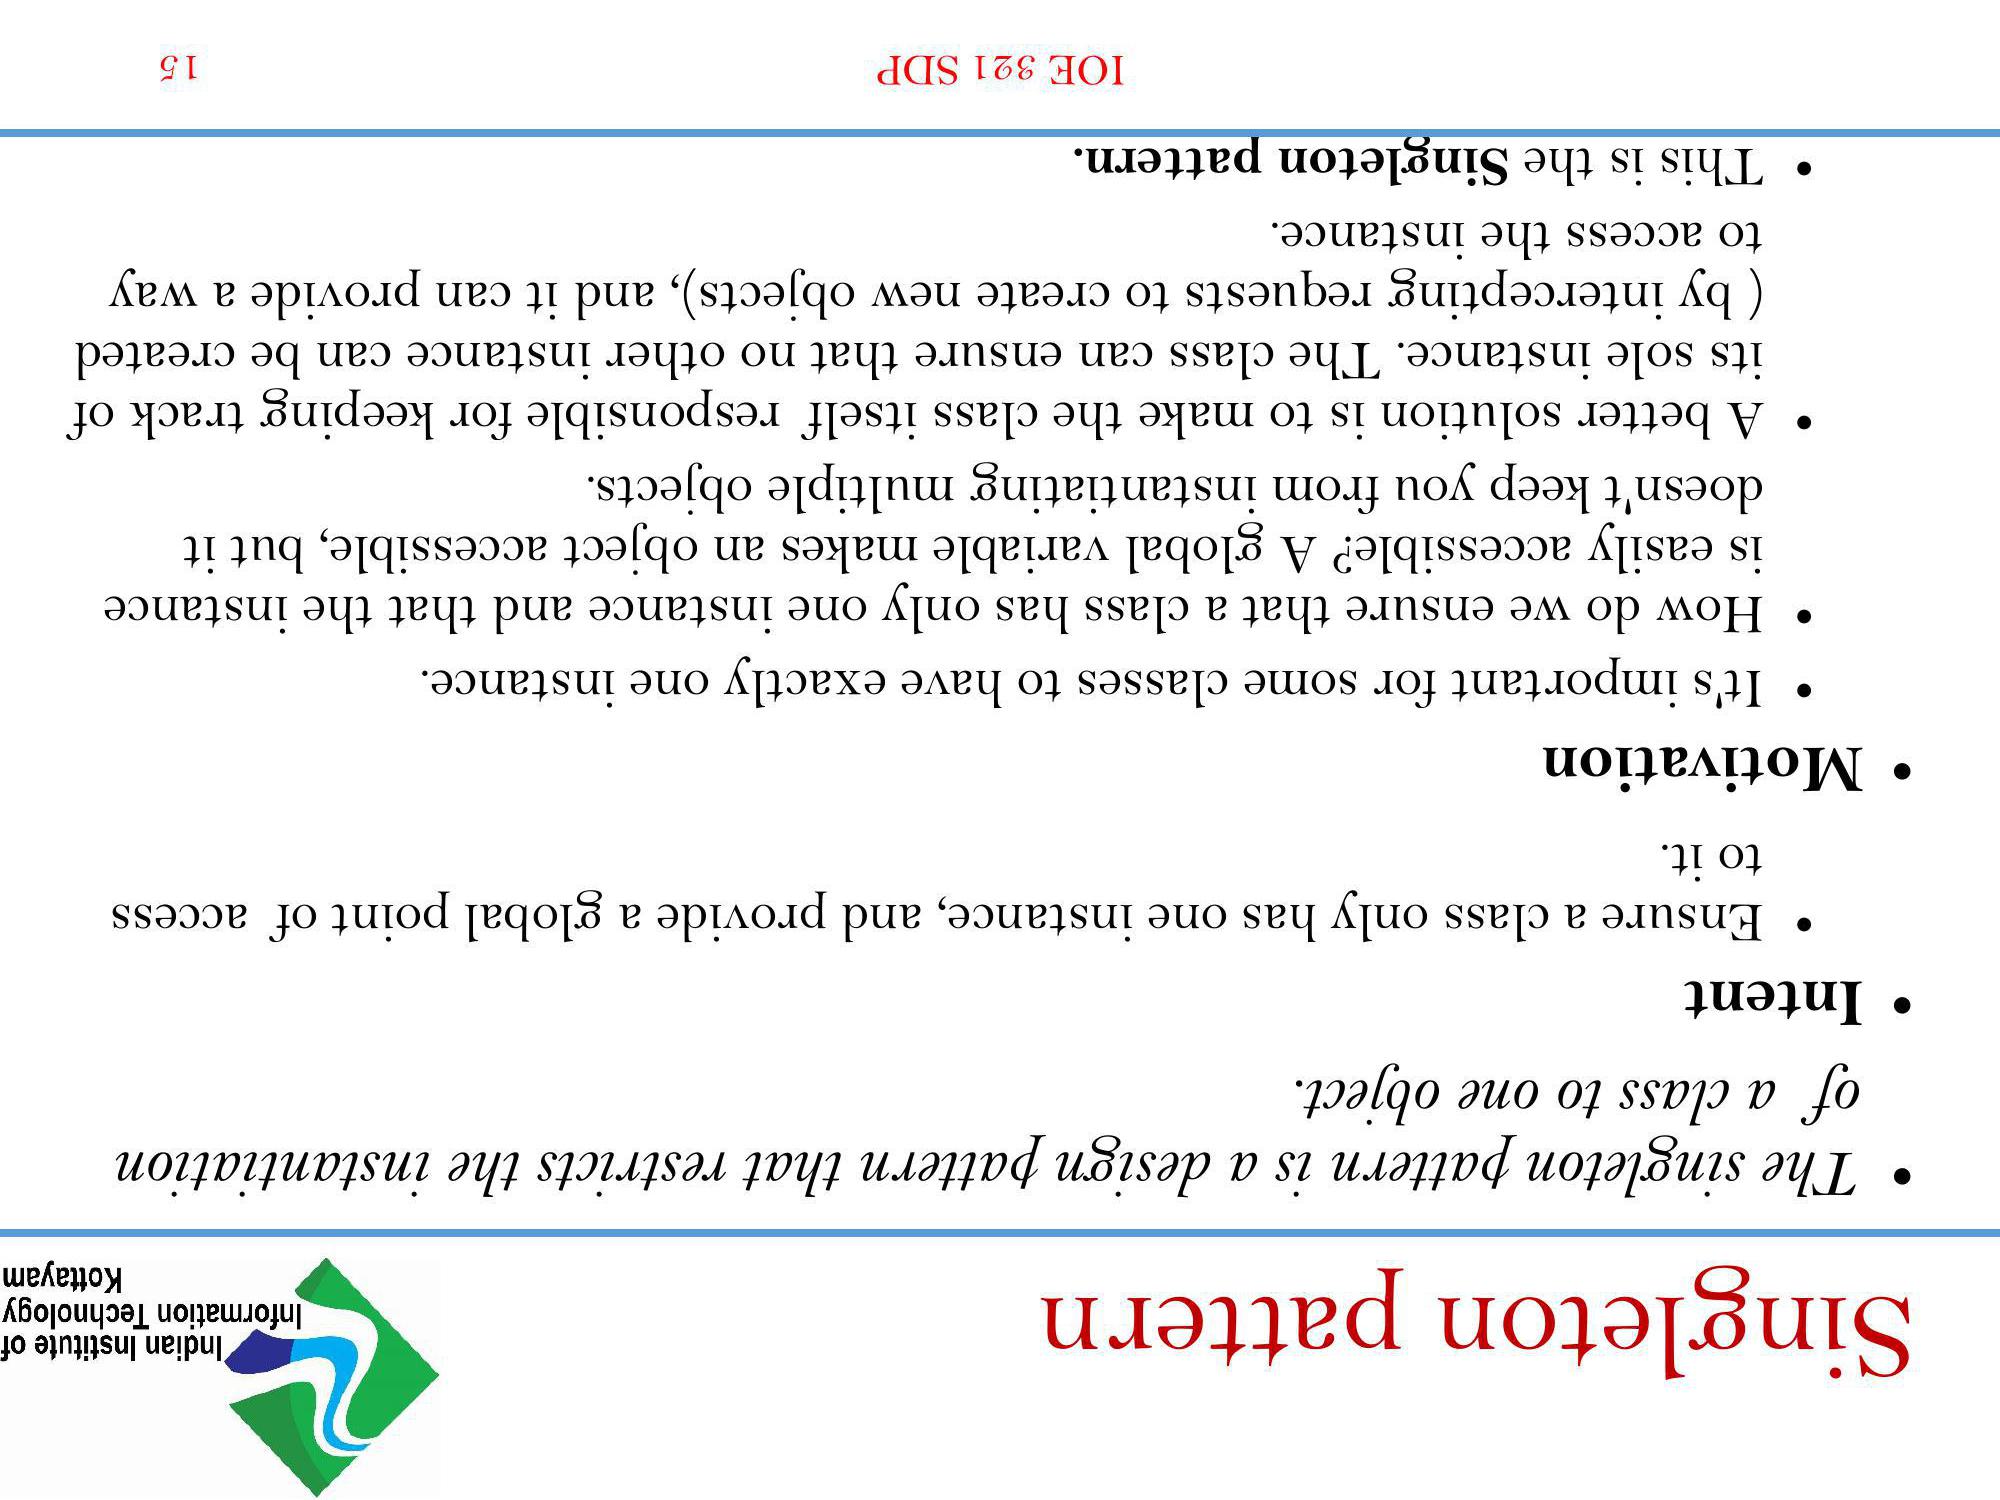 Singleton pattern
Indian Institute of
Information Technology
Kottayam
• The singleton pattern is a design pattern that restricts the instantiation
of a class to one object.
• Intent
• Ensure a class only has one instance, and provide a global point of access
to it.
• Motivation
• It's important for some classes to have exactly one instance.
• How do we ensure that a class has only one instance and that the instance
is easily accessible? A global variable makes an object accessible, but it
doesn't keep you from instantiating multiple objects.
• A better solution is to make the class itself responsible for keeping track of
its sole instance. The class can ensure that no other instance can be created
( by intercepting requests to create new objects), and it can provide a way
to access the instance.
• This is the Singleton pattern.
IOE 321 SDP
15